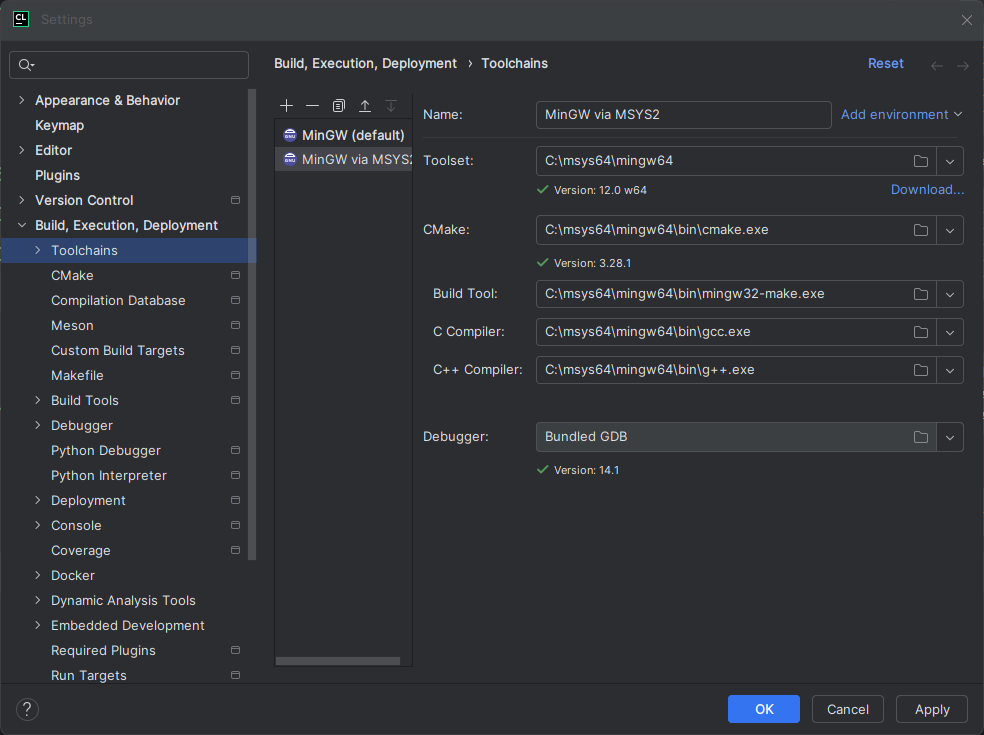 CL Settings
Build, Execution, Deployment › Toolchains
Reset
Appearance & Behavior
Keymap
Editor
Plugins
Version Control
Build, Execution, Deployment
Toolchains
CMake
Compilation Database
Meson
Custom Build Targets
Makefile
Build Tools
Debugger
Python Debugger
Python Interpreter
Deployment
Console
Coverage
Docker
Dynamic Analysis Tools
Embedded Development
Required Plugins
Run Targets
MinGW (default)
MinGW via MSYS2
Name: MinGW via MSYS2 Add environment
Toolset: C:\msys64\mingw64
Version: 12.0 w64 Download...
CMake: C:\msys64\mingw64\bin\cmake.exe
Version: 3.28.1
Build Tool: C:\msys64\mingw64\bin\mingw32-make.exe
C Compiler: C:\msys64\mingw64\bin\gcc.exe
C++ Compiler: C:\msys64\mingw64\bin\g++.exe
Debugger: Bundled GDB
Version: 14.1
?
OK Cancel Apply